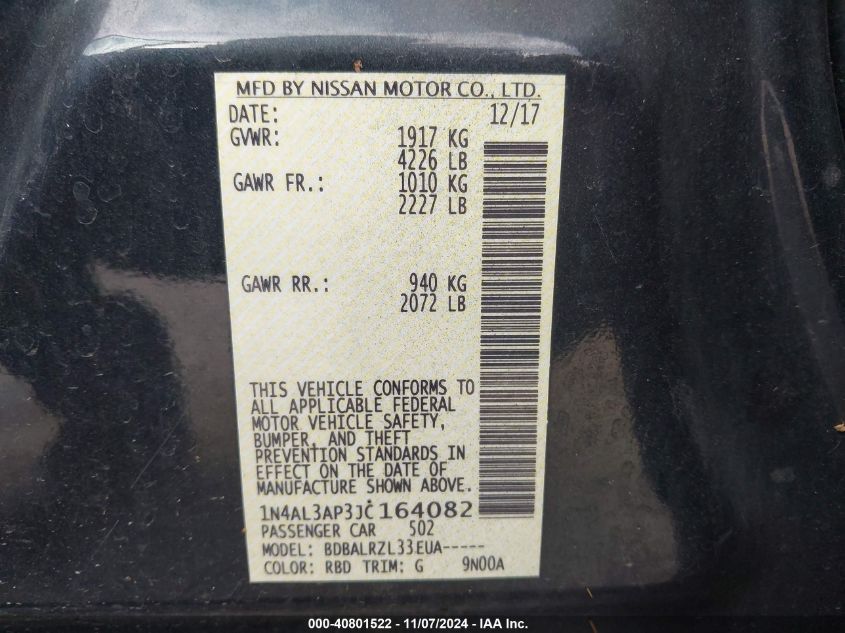 MFD BY NISSAN MOTOR CO., LTD.
DATE: 12/17
GVWR: 1917 KG
4226 LB
GAWR FR.: 1010 KG
2227 LB
GAWR RR.: 940 KG
2072 LB
THIS VEHICLE CONFORMS TO
ALL APPLICABLE FEDERAL
MOTOR VEHICLE SAFETY,
BUMPER, AND THEFT
PREVENTION STANDARDS IN
EFFECT ON THE DATE OF
MANUFACTURE SHOWN ABOVE.
1N4AL3AP3JC164082
PASSENGER CAR 502
MODEL: BDBALRZL33EUA-----
COLOR: RBD TRIM: G 9N00A
000-40801522 - 11/07/2024 - IAA Inc.